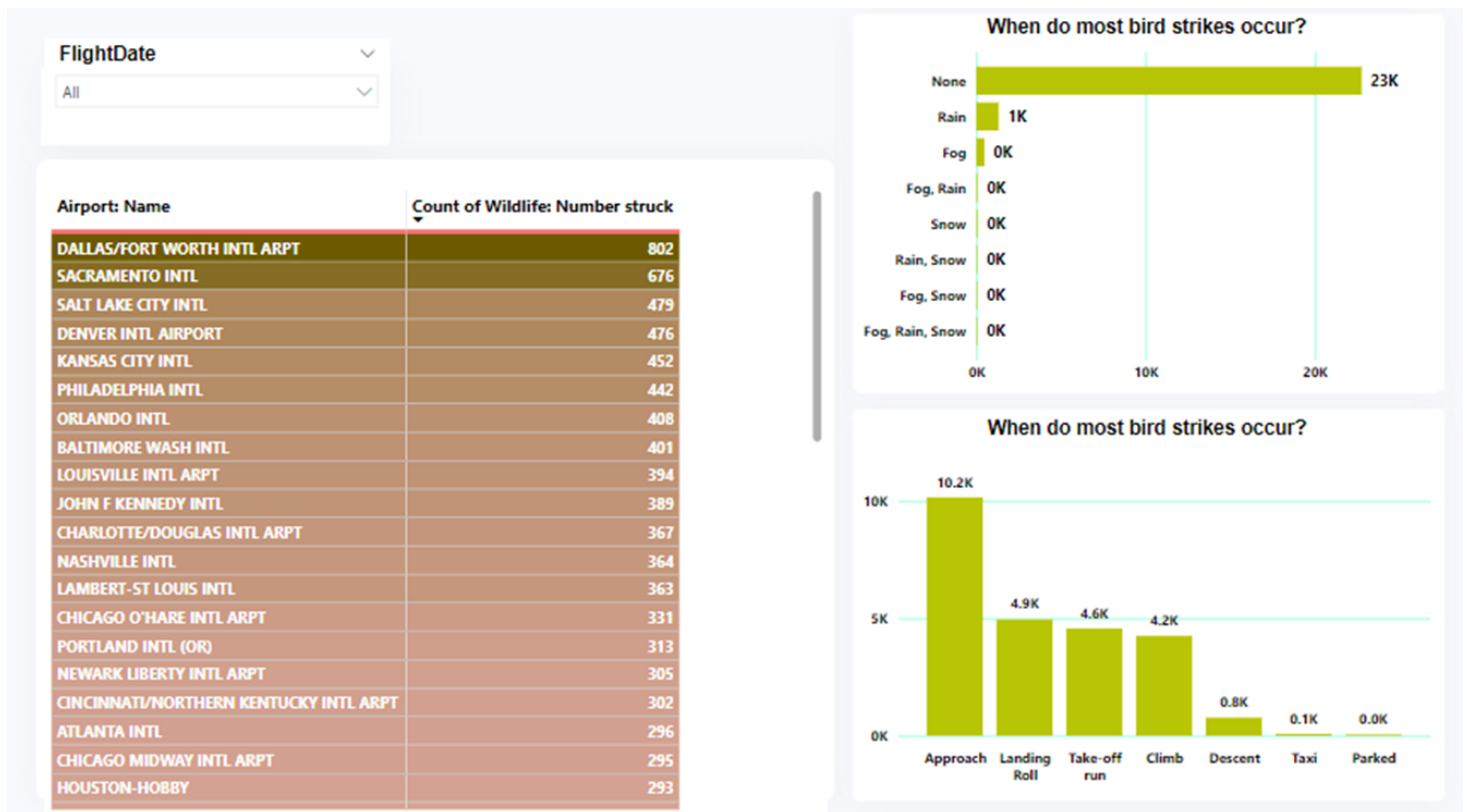 FlightDate
All
Airport: Name Count of Wildlife: Number struck
DALLAS/FORT WORTH INTL ARPT 802
SACRAMENTO INTL 676
SALT LAKE CITY INTL 479
DENVER INTL AIRPORT 476
KANSAS CITY INTL 452
PHILADELPHIA INTL 442
ORLANDO INTL 408
BALTIMORE WASH INTL 401
LOUISVILLE INTL ARPT 394
JOHN F KENNEDY INTL 389
CHARLOTTE/DOUGLAS INTL ARPT 367
NASHVILLE INTL 364
LAMBERT-ST LOUIS INTL 363
CHICAGO O'HARE INTL ARPT 331
PORTLAND INTL (OR) 313
NEWARK LIBERTY INTL ARPT 305
CINCINNATI/NORTHERN KENTUCKY INTL ARPT 302
ATLANTA INTL 296
CHICAGO MIDWAY INTL ARPT 295
HOUSTON-HOBBY 293
When do most bird strikes occur?
None 23K
Rain 1K
Fog 0K
Fog, Rain 0K
Snow 0K
Rain, Snow 0K
Fog, Snow 0K
Fog, Rain, Snow 0K
0K 10K 20K
When do most bird strikes occur?
10.2K
10K
4.9K 4.6K 4.2K
5K
0.8K 0.1K 0.0K
0K
Approach Landing Take-off Climb Descent Taxi Parked
Roll run